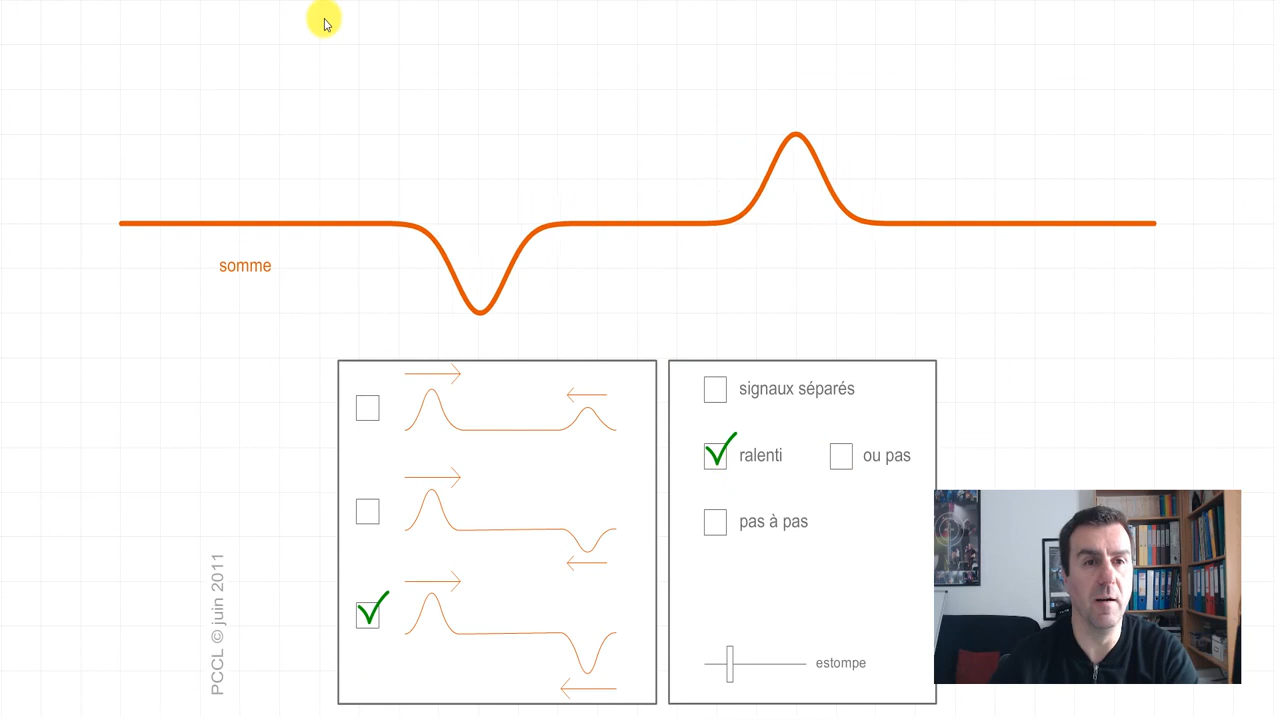 somme
signaux séparés
ralenti
ou pas
pas à pas
estompe
PCCL © juin 2011